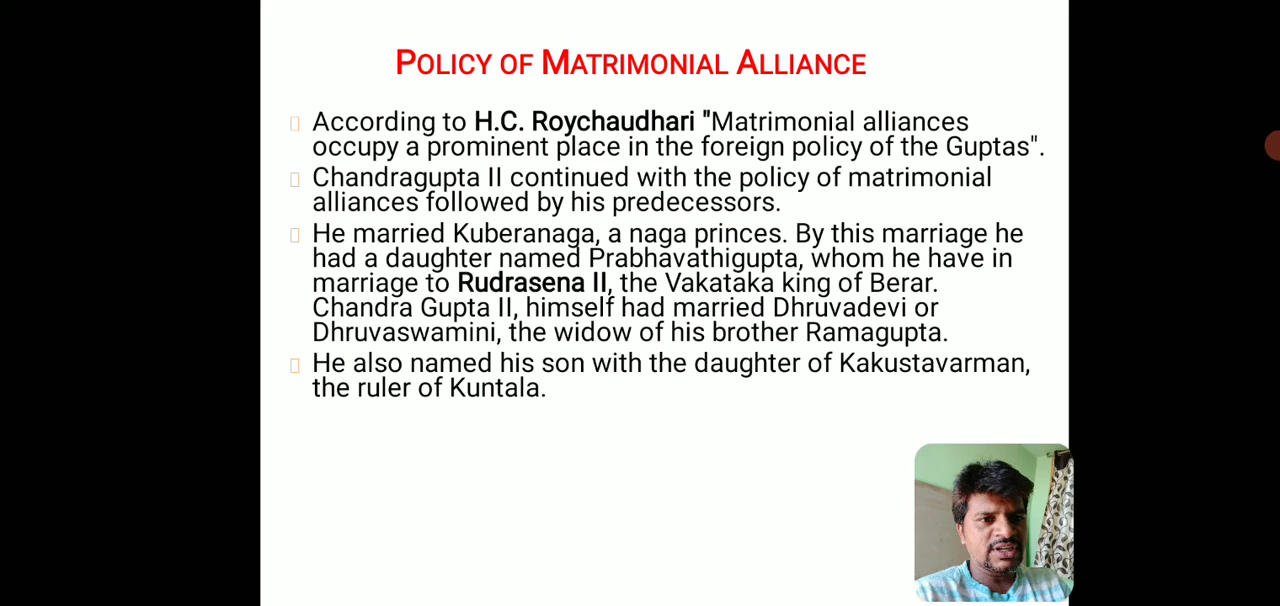 POLICY OF MATRIMONIAL ALLIANCE
According to H.C. Roychaudhari "Matrimonial alliances
occupy a prominent place in the foreign policy of the Guptas".
Chandragupta II continued with the policy of matrimonial
alliances followed by his predecessors.
He married Kuberanaga, a naga princes. By this marriage he
had a daughter named Prabhavathigupta, whom he have in
marriage to Rudrasena II, the Vakataka king of Berar.
Chandra Gupta II, himself had married Dhruvadevi or
Dhruvaswamini, the widow of his brother Ramagupta.
He also named his son with the daughter of Kakustavarman,
the ruler of Kuntala.